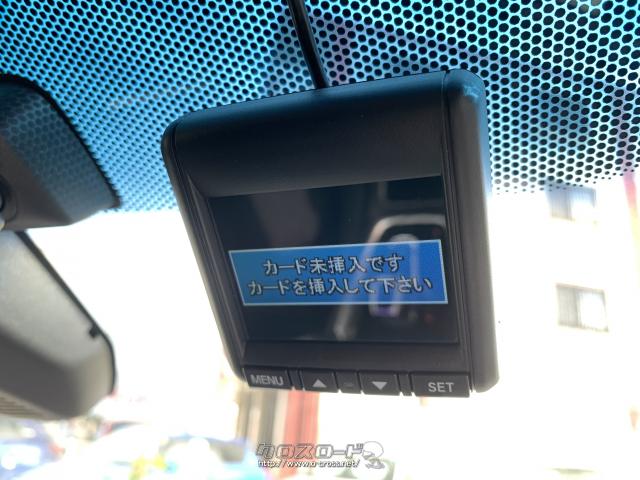 カード未挿入です
カードを挿入して下さい
MENU ▲ ▼ SET
クロスロード
http://www.o-cross.net/